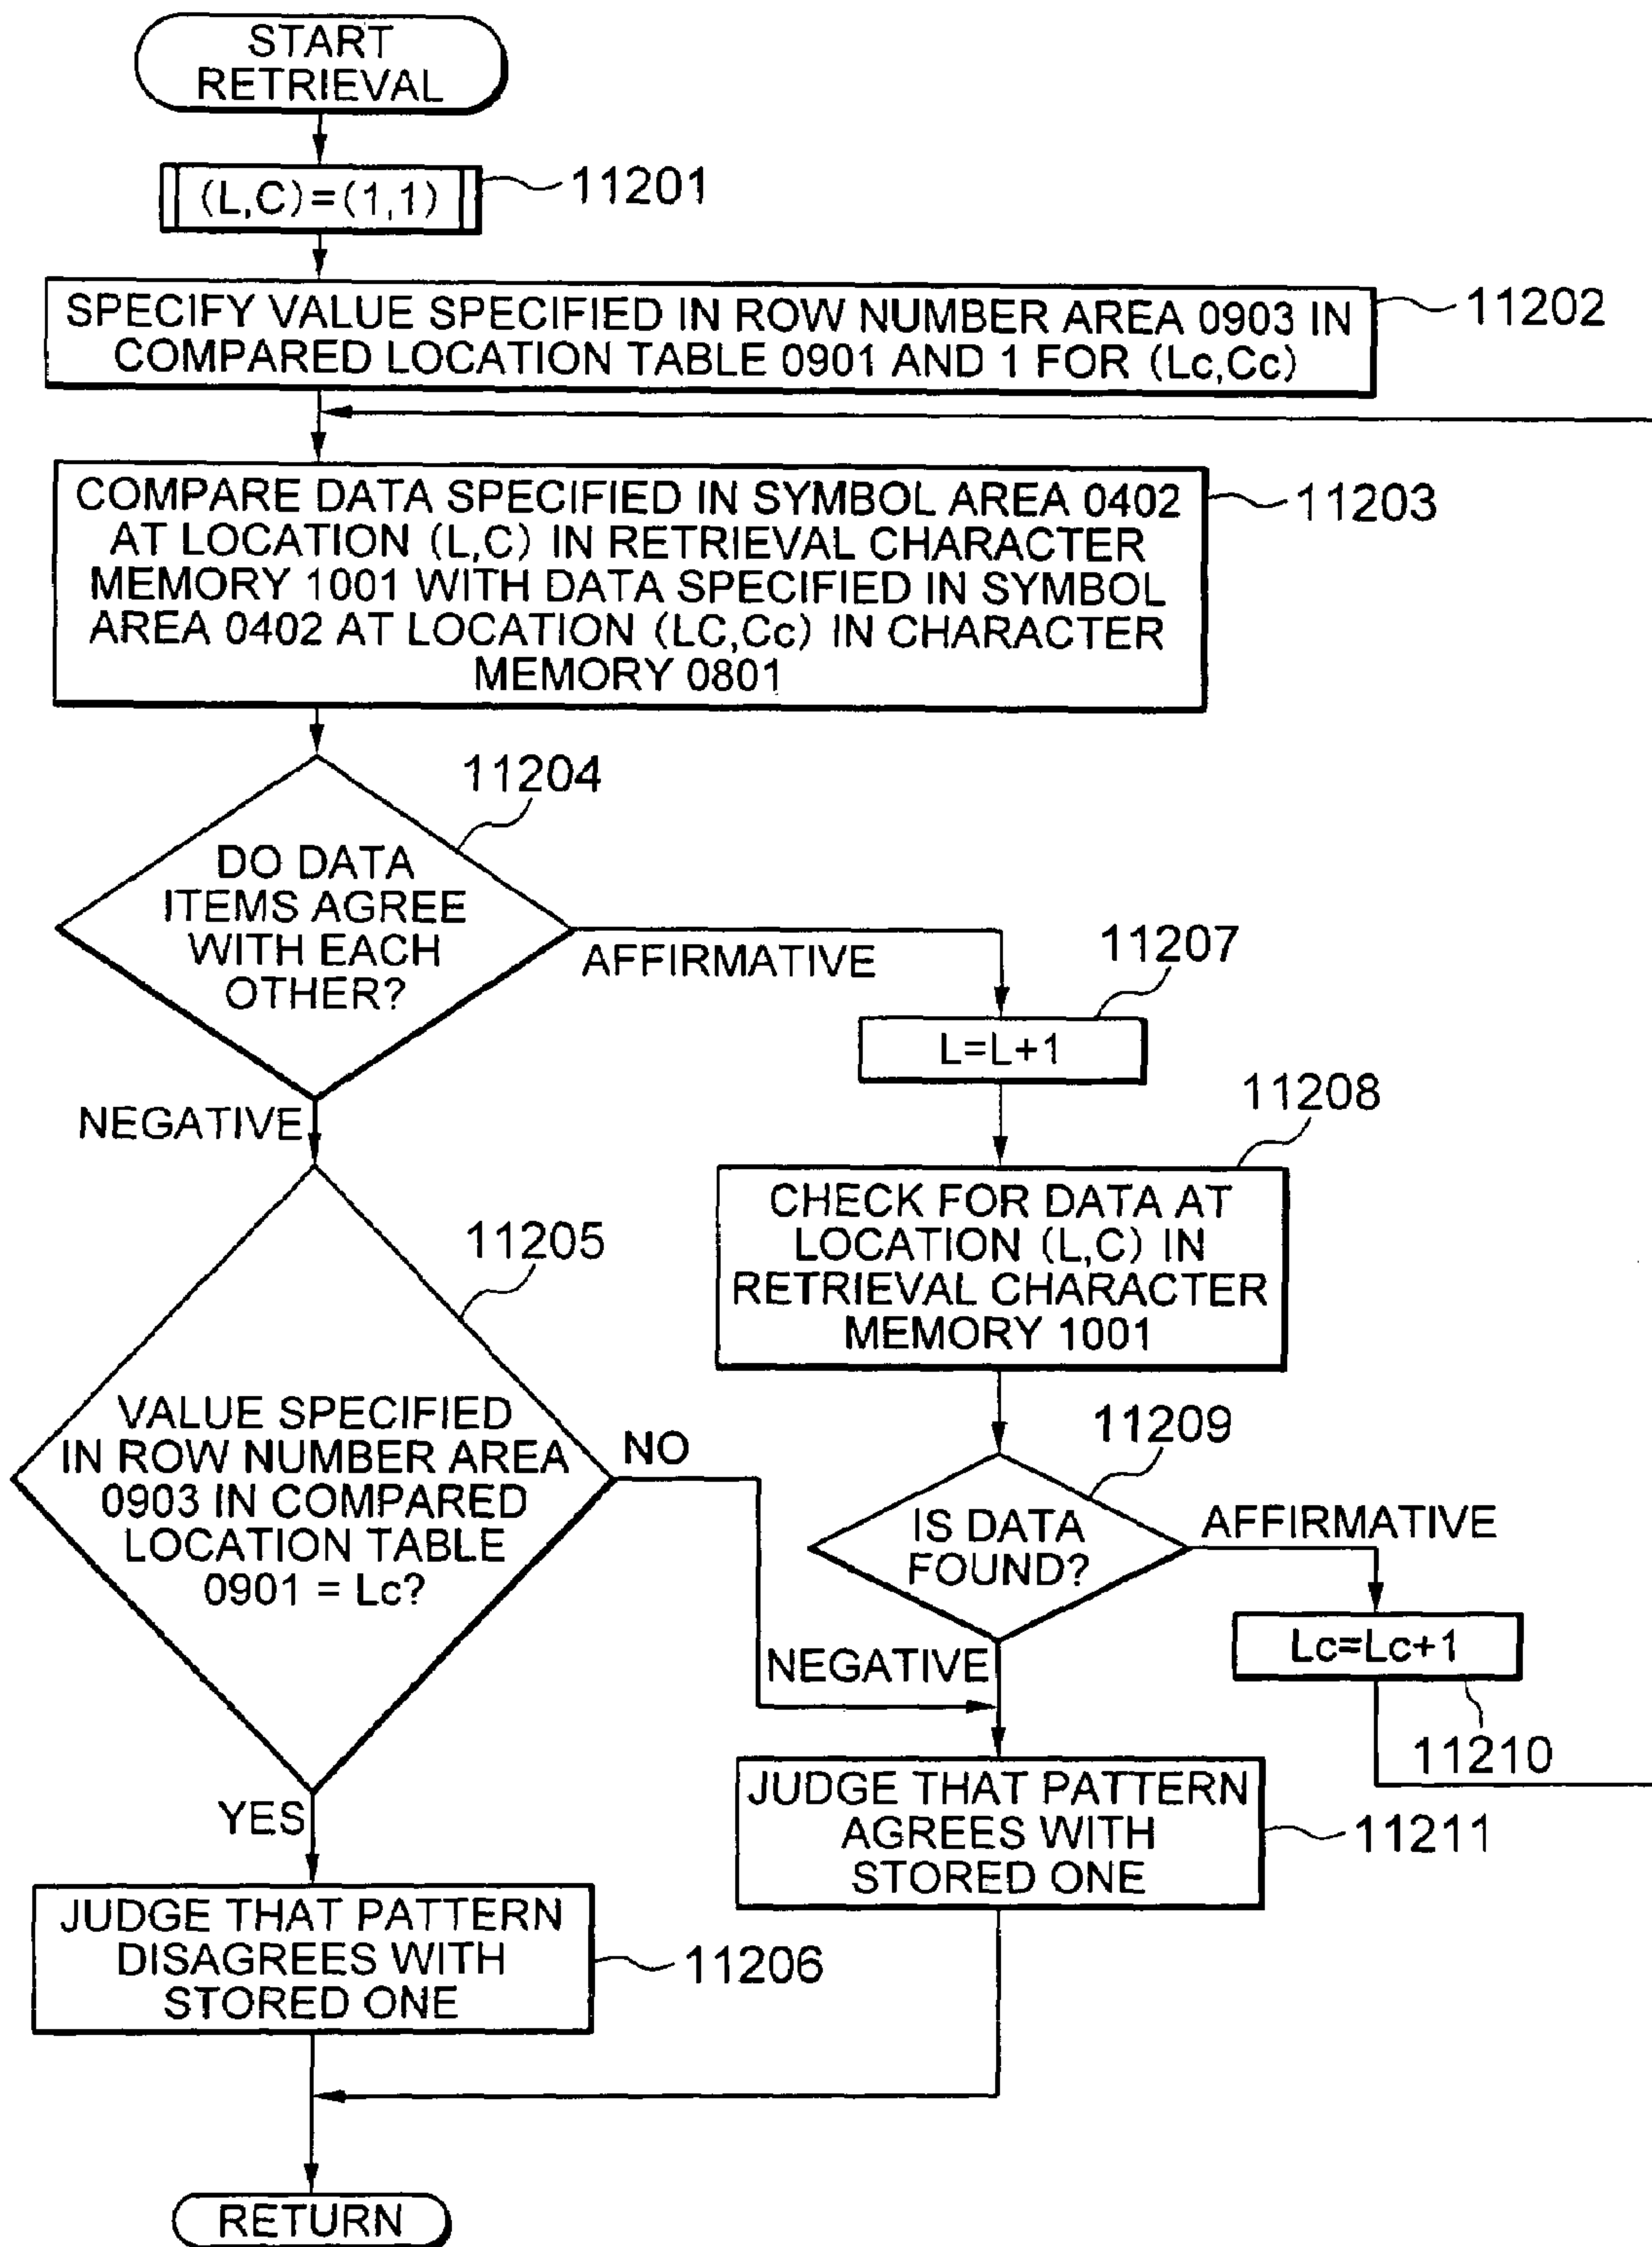 START
RETRIEVAL
(L,C)=(1,1)
11201
SPECIFY VALUE SPECIFIED IN ROW NUMBER AREA 0903 IN
COMPARED LOCATION TABLE 0901 AND 1 FOR (Lc,Cc)
11202
COMPARE DATA SPECIFIED IN SYMBOL AREA 0402
AT LOCATION (L,C) IN RETRIEVAL CHARACTER
MEMORY 1001 WITH DATA SPECIFIED IN SYMBOL
AREA 0402 AT LOCATION (LC,Cc) IN CHARACTER
MEMORY 0801
11203
11204
DO DATA
ITEMS AGREE
WITH EACH
OTHER?
AFFIRMATIVE
NEGATIVE
11207
L=L+1
11208
CHECK FOR DATA AT
LOCATION (L,C) IN
RETRIEVAL CHARACTER
MEMORY 1001
11205
VALUE SPECIFIED
IN ROW NUMBER AREA
0903 IN COMPARED
LOCATION TABLE
0901 = Lc?
NO
11209
IS DATA
FOUND?
AFFIRMATIVE
NEGATIVE
Lc=Lc+1
11210
YES
JUDGE THAT PATTERN
AGREES WITH
STORED ONE
11211
JUDGE THAT PATTERN
DISAGREES WITH
STORED ONE
11206
RETURN